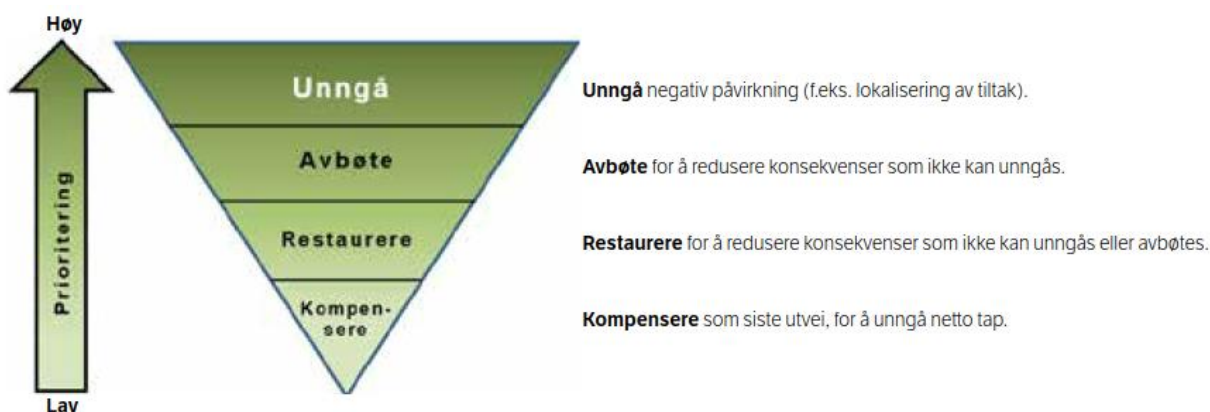 Høy
Prioritering
Lav
Unngå
Avbøte
Restaurere
Kompen-
sere
Unngå negativ påvirkning (f.eks. lokalisering av tiltak).
Avbøte for å redusere konsekvenser som ikke kan unngås.
Restaurere for å redusere konsekvenser som ikke kan unngås eller avbøtes.
Kompensere som siste utvei, for å unngå netto tap.